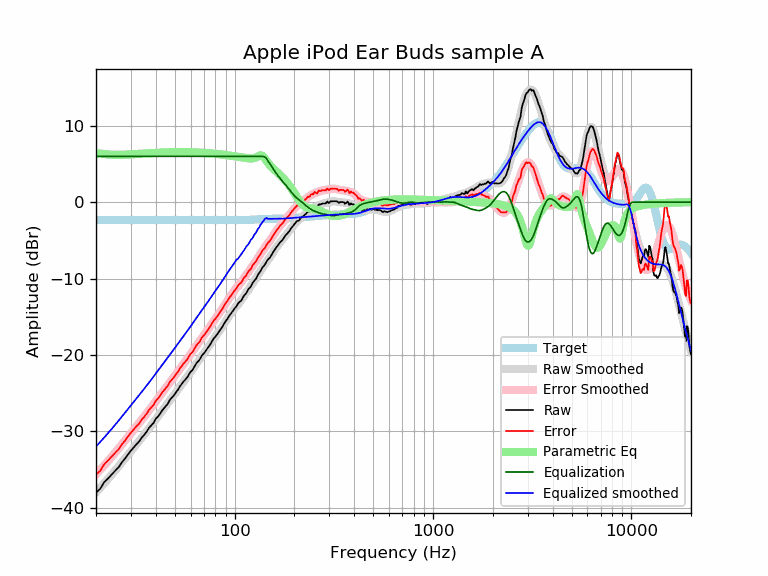 Apple iPod Ear Buds sample A
Amplitude (dBr)
10
0
−10
−20
−30
−40
100
1000
10000
Frequency (Hz)
Target
Raw Smoothed
Error Smoothed
Raw
Error
Parametric Eq
Equalization
Equalized smoothed